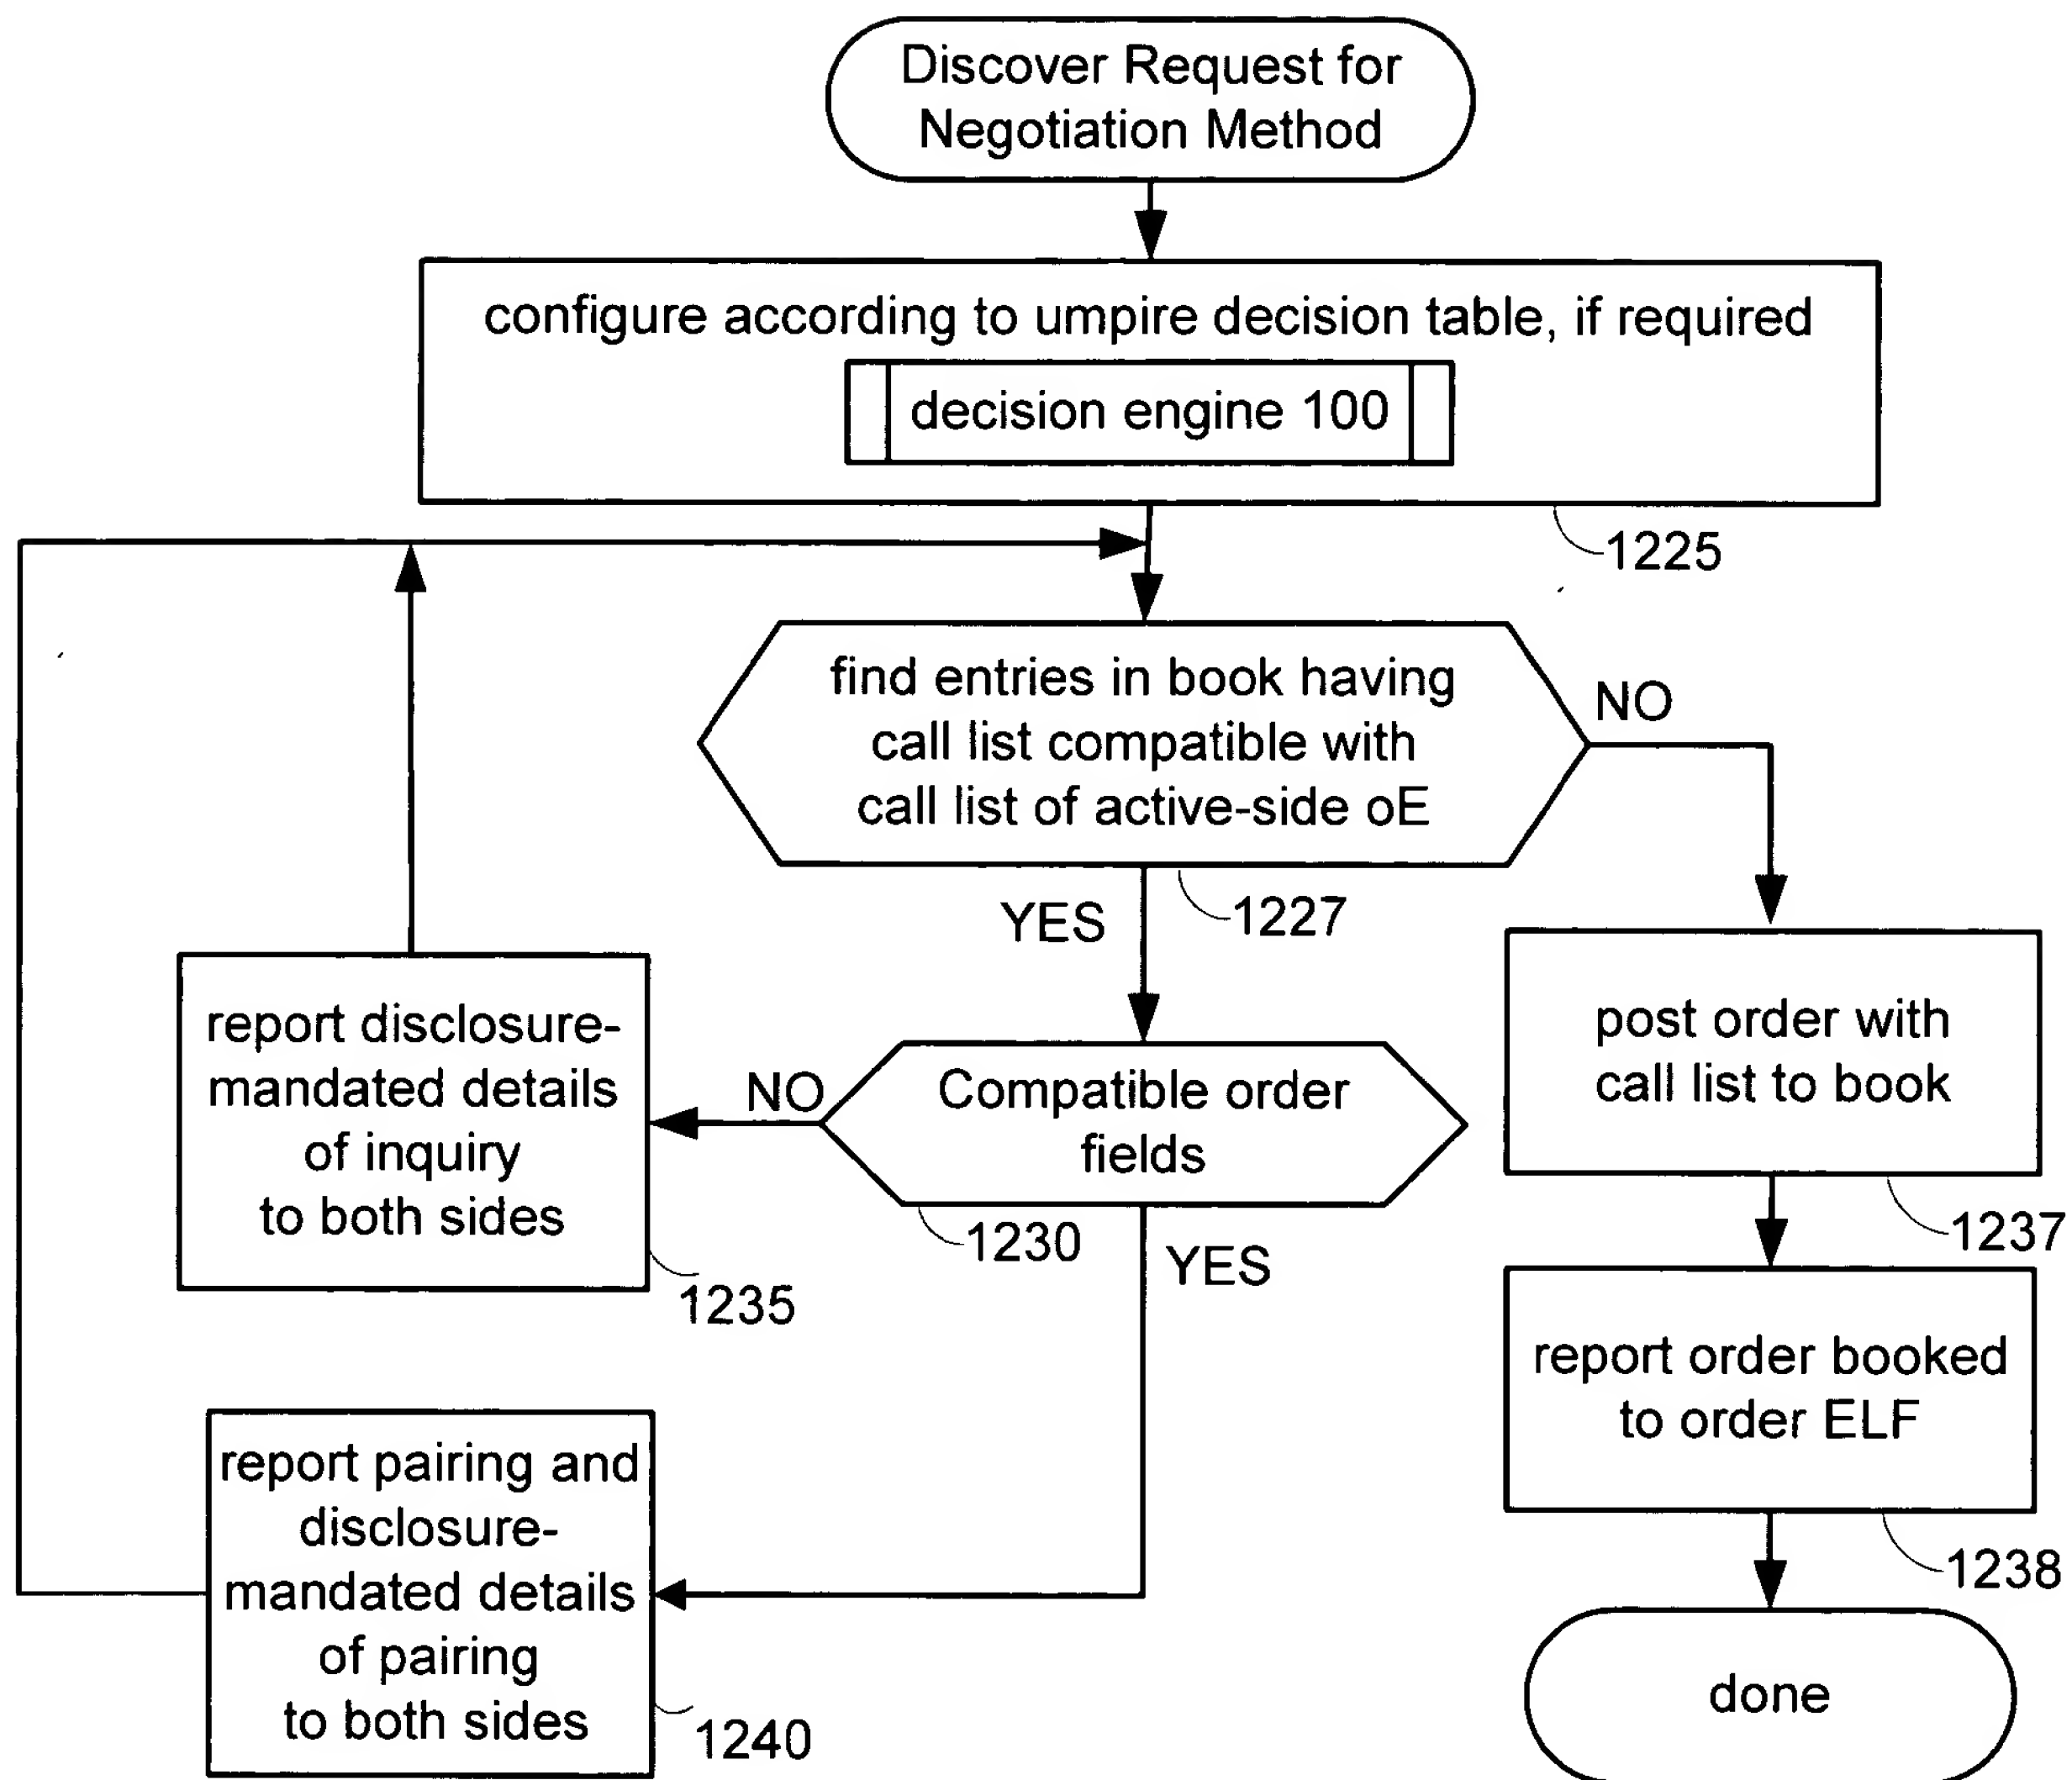 Discover Request for
Negotiation Method
configure according to umpire decision table, if required
decision engine 100
1225
find entries in book having
call list compatible with
call list of active-side oE
NO
YES
1227
report disclosure-
mandated details
of inquiry
to both sides
1235
NO
Compatible order
fields
1230
YES
post order with
call list to book
1237
report order booked
to order ELF
1238
report pairing and
disclosure-
mandated details
of pairing
to both sides
1240
done